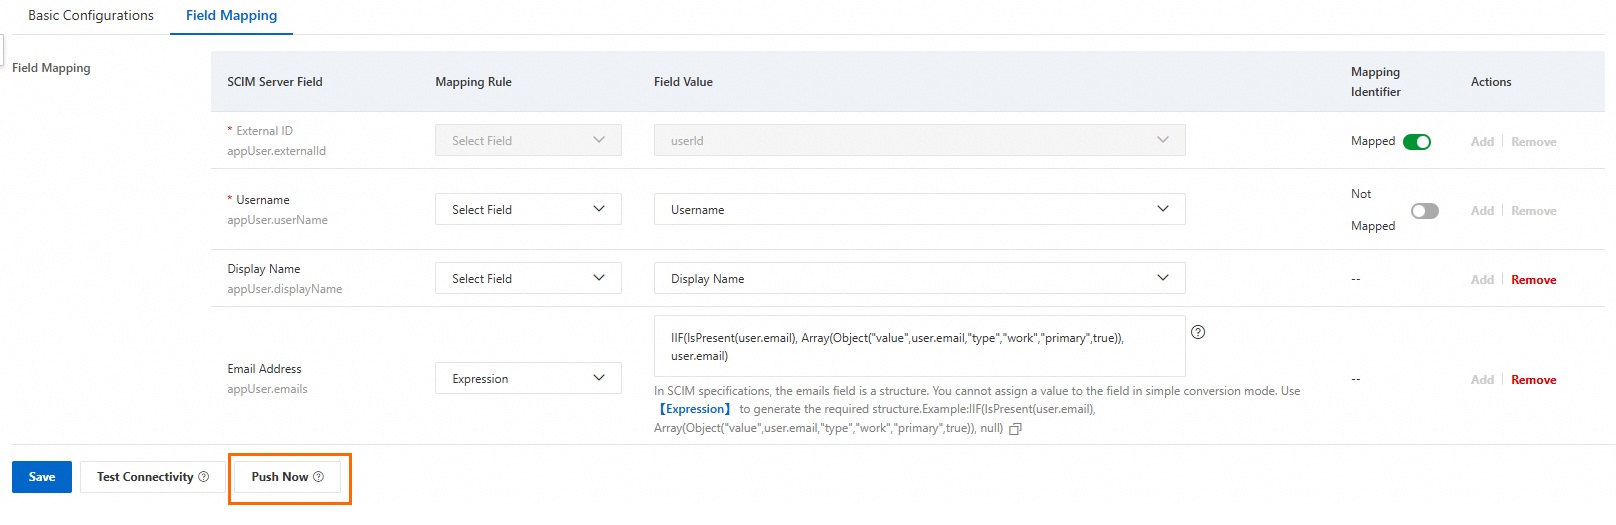 Basic Configurations
Field Mapping
Field Mapping
SCIM Server Field
Mapping Rule
Field Value
Mapping
Identifier
Actions
* External ID
appUser.externalId
Select Field
userId
Mapped
Add
Remove
* Username
appUser.userName
Select Field
Username
Not
Mapped
Add
Remove
Display Name
appUser.displayName
Select Field
Display Name
--
Add
Remove
Email Address
appUser.emails
Expression
IIF(IsPresent(user.email), Array(Object("value",user.email,"type","work","primary",true)),
user.email)
In SCIM specifications, the emails field is a structure. You cannot assign a value to the field in simple conversion mode. Use
【Expression】 to generate the required structure.Example:IIF(IsPresent(user.email),
Array(Object("value",user.email,"type","work","primary",true)), null)
--
Add
Remove
Save
Test Connectivity
Push Now